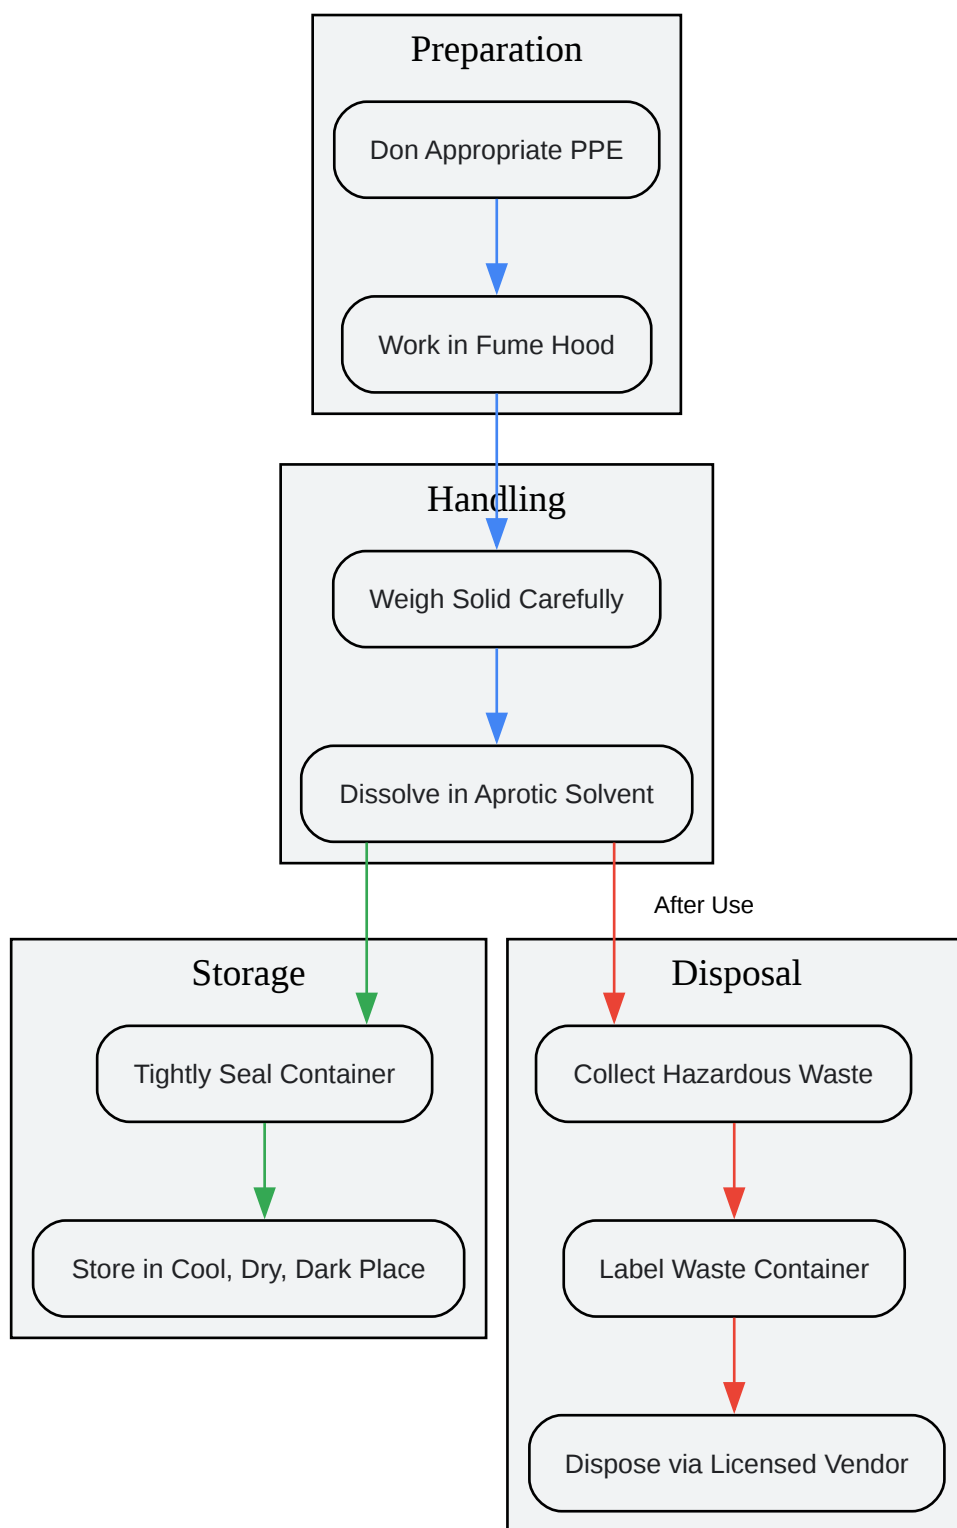 Preparation
Don Appropriate PPE
Work in Fume Hood
Handling
Weigh Solid Carefully
Dissolve in Aprotic Solvent
After Use
Storage
Tightly Seal Container
Store in Cool, Dry, Dark Place
Disposal
Collect Hazardous Waste
Label Waste Container
Dispose via Licensed Vendor